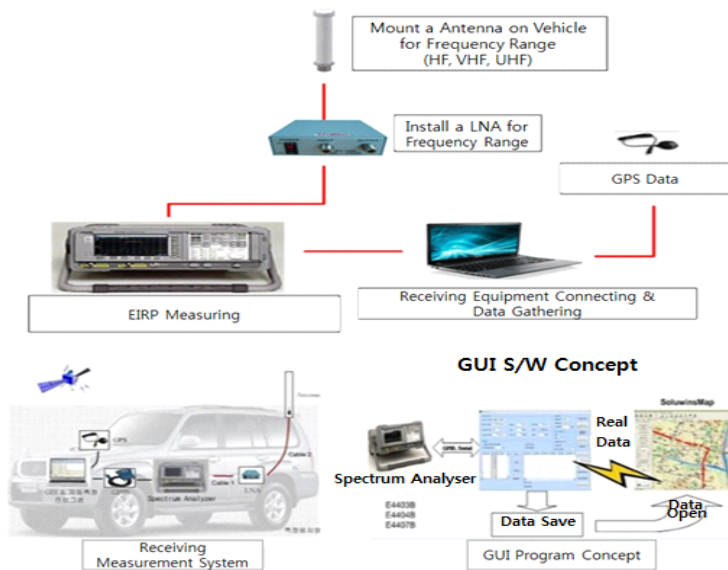 Mount a Antenna on Vehicle
for Frequency Range
(HF, VHF, UHF)
Install a LNA for
Frequency Range
GPS Data
EIRP Measuring
Receiving Equipment Connecting &
Data Gathering
GUI S/W Concept
GPS
Cable 2
Cable 1
Spectrum Analyzer
LNA
Receiving
Measurement System
SoluwinsMap
Real
Data
Spectrum Analyser
E4403B
E4404B
E4407B
Data Save
Data
Open
GUI Program Concept